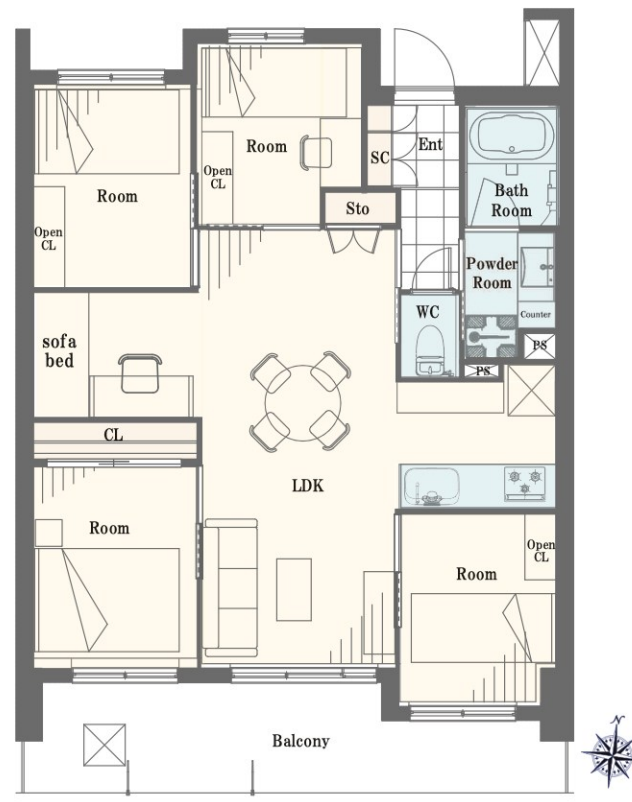 Room
Open
CL
Room
Open
CL
SC
Ent
Bath
Room
Sto
Powder
Room
Counter
WC
PS
PS
sofa
bed
CL
LDK
Room
Room
Open
CL
Balcony
N